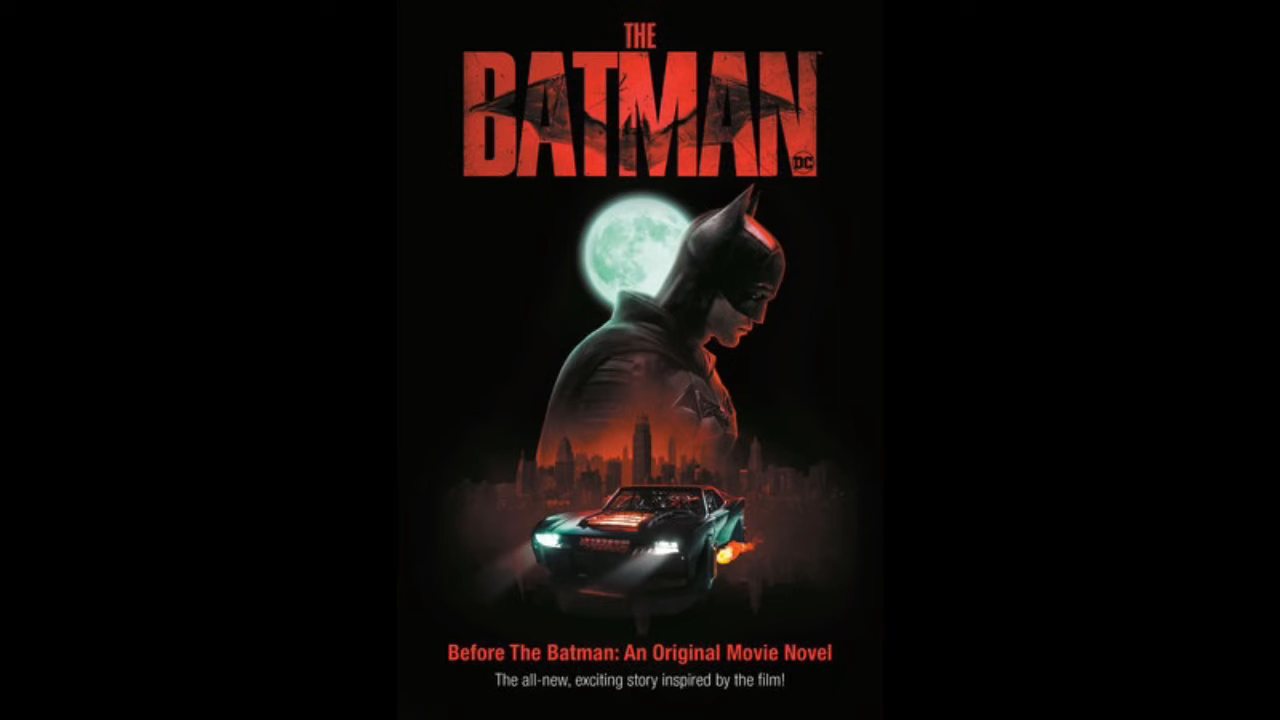 THE
BATMAN
DC
Before The Batman: An Original Movie Novel
The all-new, exciting story inspired by the film!